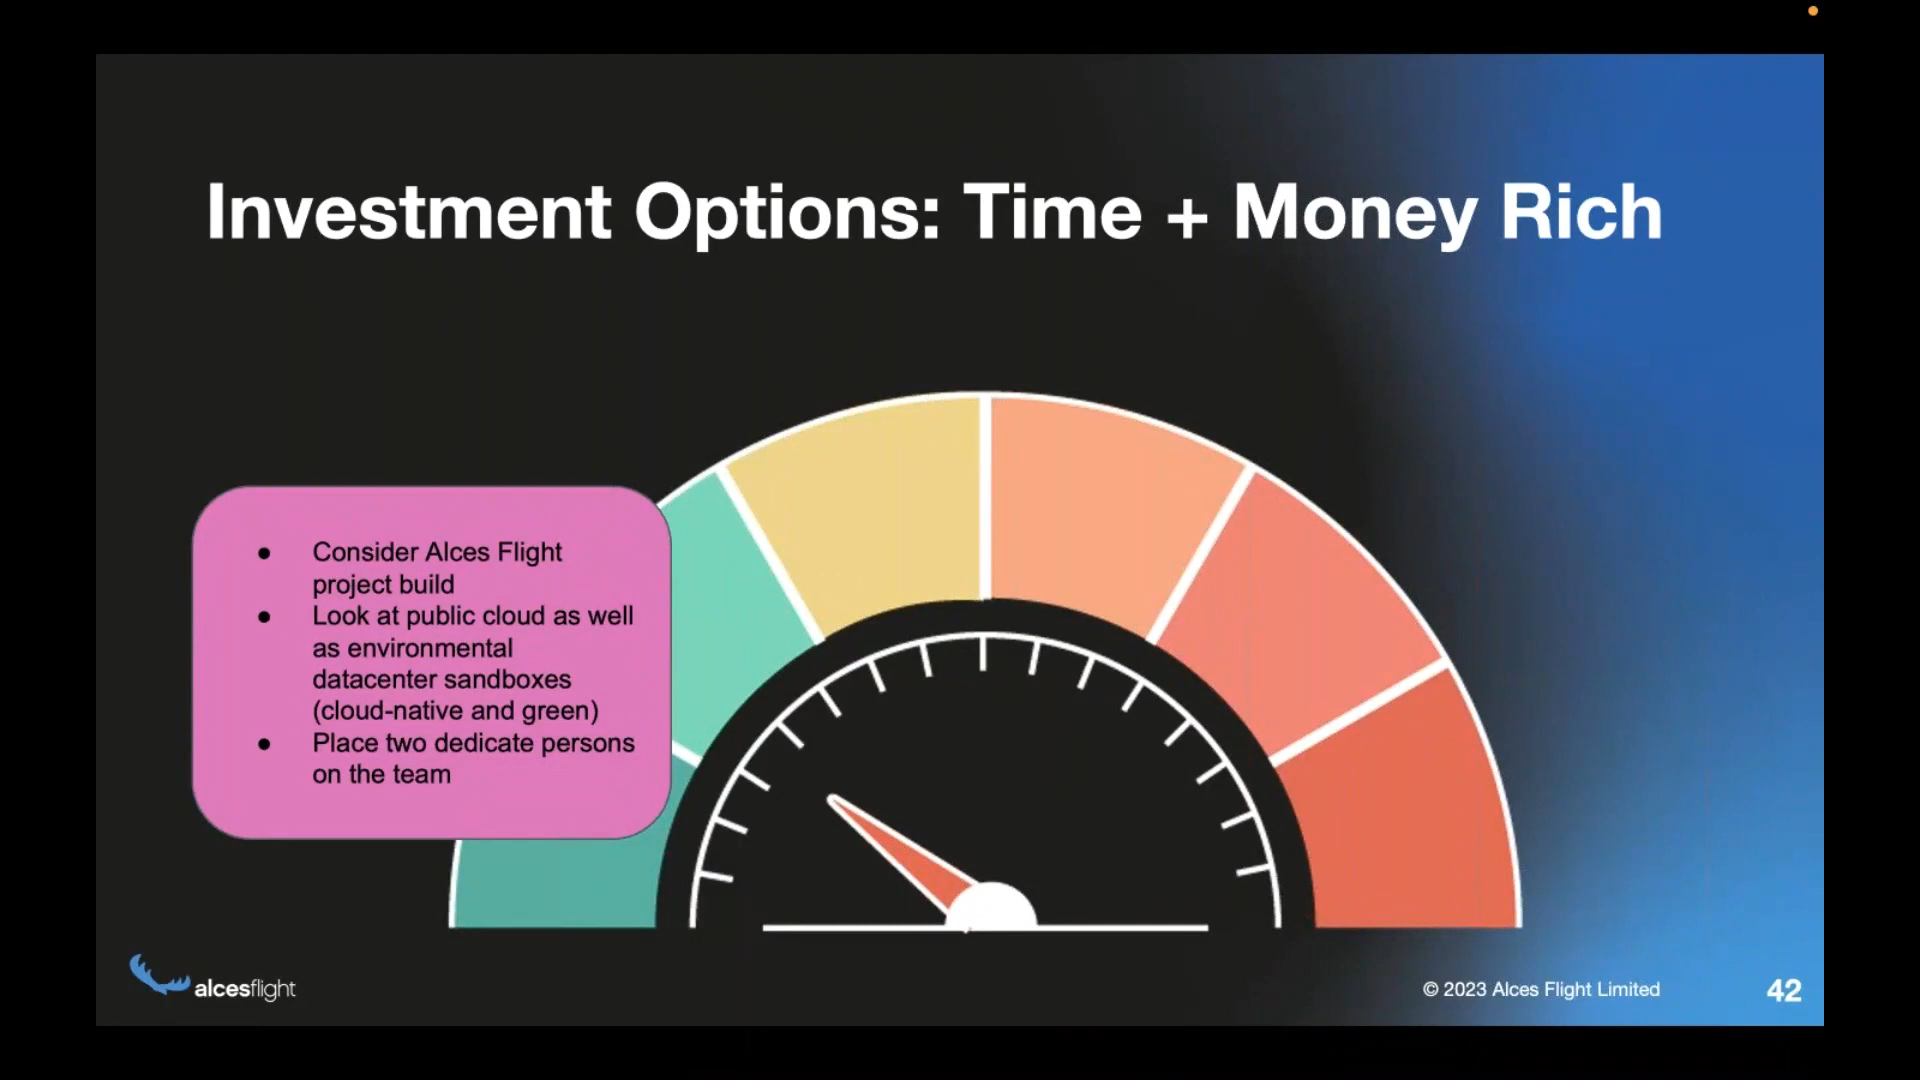 Investment Options: Time + Money Rich
● Consider Alces Flight
project build
● Look at public cloud as well
as environmental
datacenter sandboxes
(cloud-native and green)
● Place two dedicate persons
on the team
alcesflight
© 2023 Alces Flight Limited
42